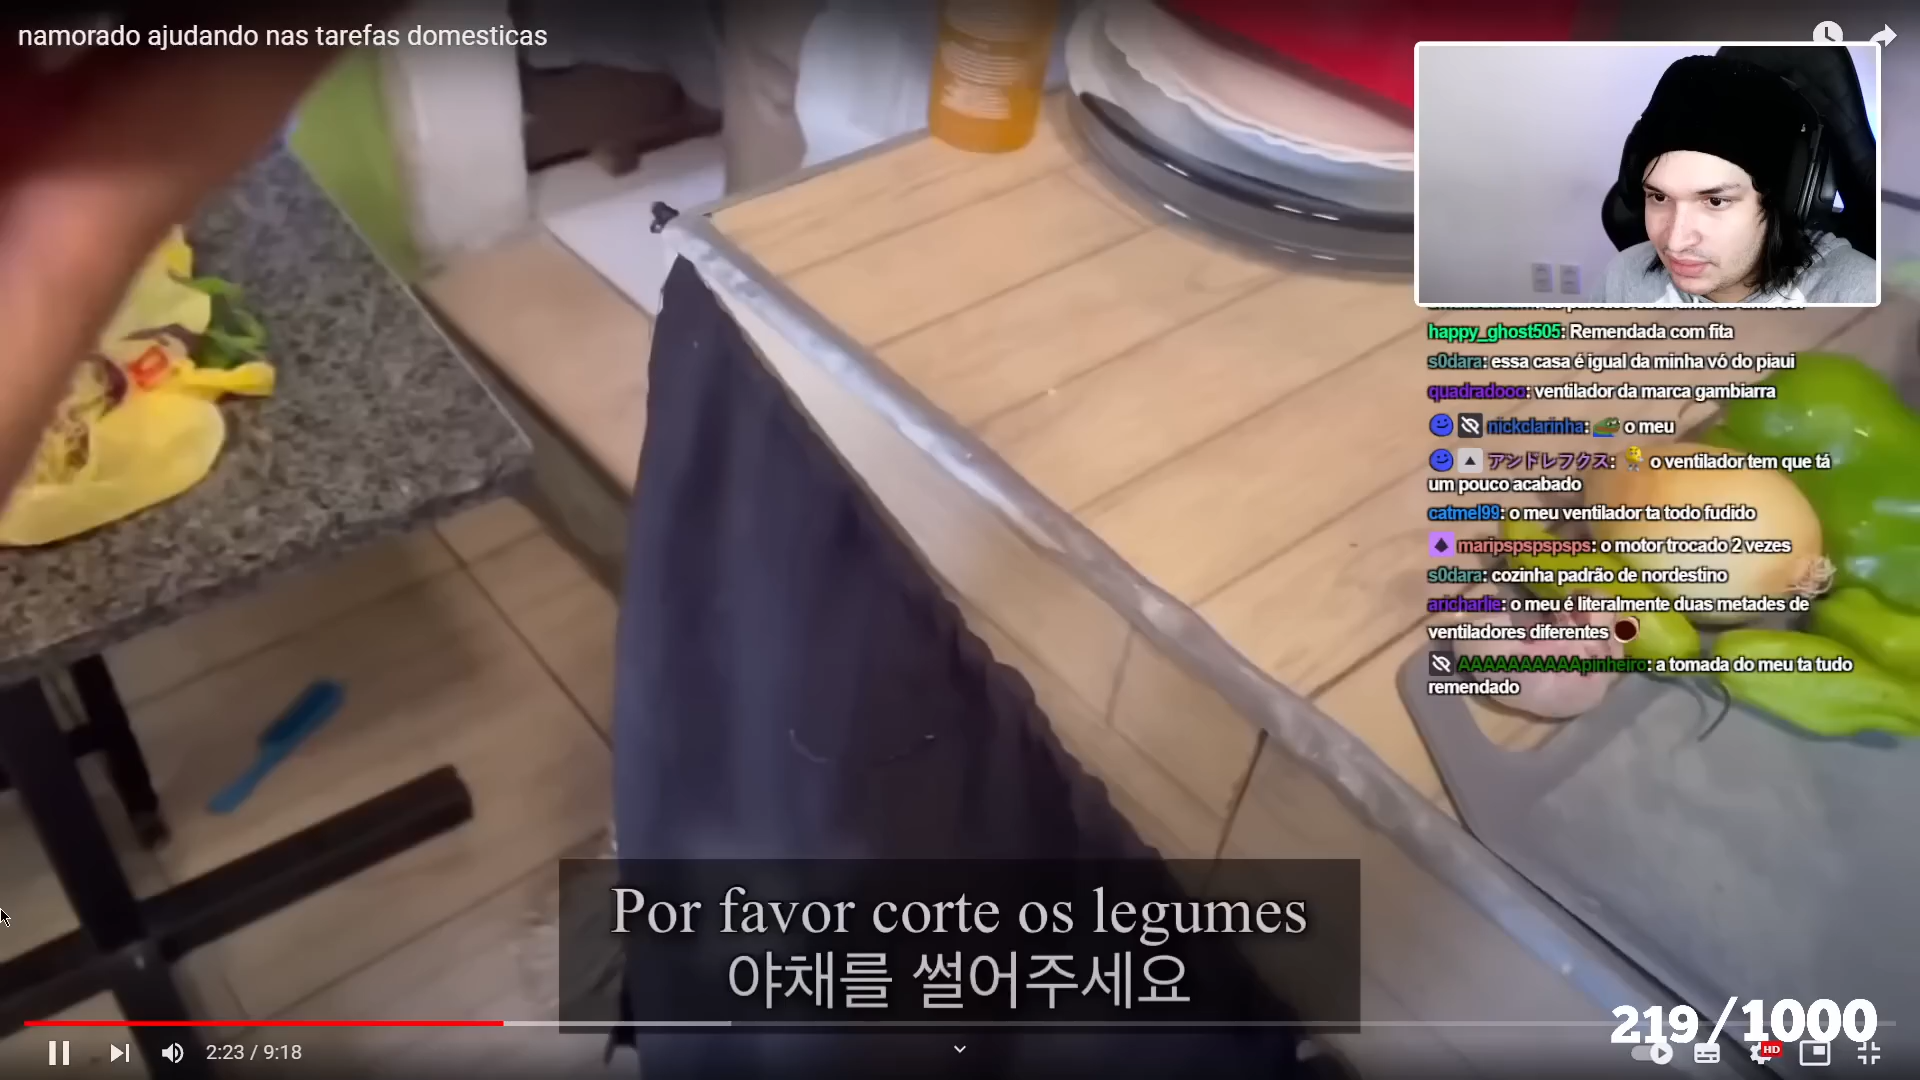 namorado ajudando nas tarefas domesticas
happy_ghost505: Remendada com fita
s0dara: essa casa é igual da minha vó do piaui
quadradooo: ventilador da marca gambiarra
nickclarinha: o meu
アンドレフクス: o ventilador tem que tá
um pouco acabado
catmel99: o meu ventilador ta todo fudido
maripspspspsps: o motor trocado 2 vezes
s0dara: cozinha padrão de nordestino
aricharlie: o meu é literalmente duas metades de
ventiladores diferentes
AAAAAAAAAApinheiro: a tomada do meu ta tudo
remendado
Por favor corte os legumes
야채를 썰어주세요
219/1000
2:23 / 9:18
HD